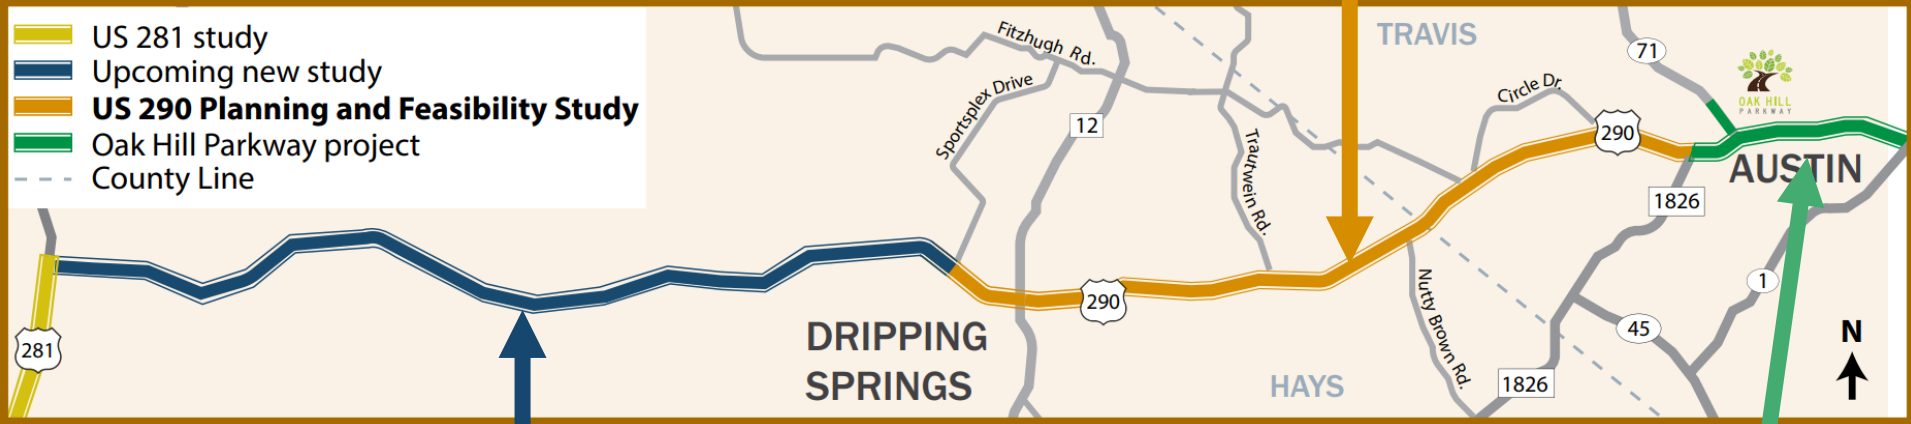 US 281 study
Upcoming new study
US 290 Planning and Feasibility Study
Oak Hill Parkway project
County Line
Fitzhugh Rd.
Sportsplex Drive
12
Trautwein Rd.
TRAVIS
Circle Dr.
71
OAK HILL
PARKWAY
290
AUSTIN
1826
1
45
N
281
290
DRIPPING
SPRINGS
HAYS
Nutty Brown Rd.
1826